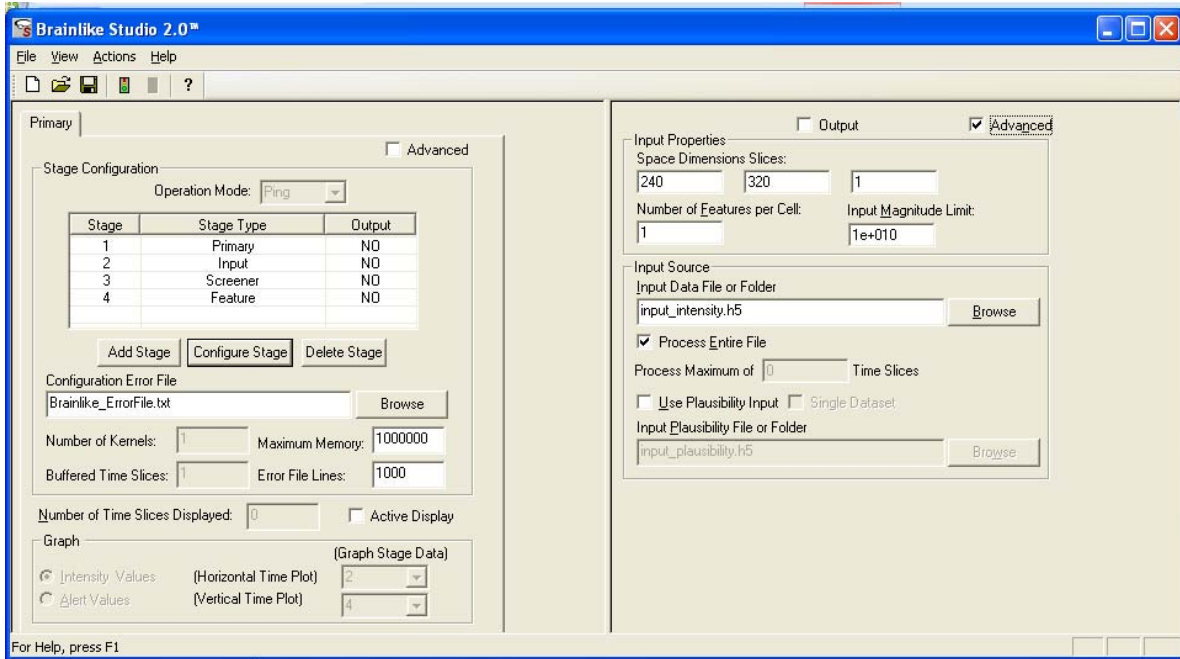 Brainlike Studio 2.0™
File View Actions Help
?
Primary
Advanced
Stage Configuration
Operation Mode: Ping
Stage Stage Type Output
1 Primary NO
2 Input NO
3 Screener NO
4 Feature NO
Add Stage Configure Stage Delete Stage
Configuration Error File
Brainlike_ErrorFile.txt Browse
Number of Kernels: 1 Maximum Memory: 1000000
Buffered Time Slices: 1 Error File Lines: 1000
Number of Time Slices Displayed: 0 Active Display
Graph
(Graph Stage Data)
Intensity Values (Horizontal Time Plot) 2
Alert Values (Vertical Time Plot) 4
Output Advanced
Input Properties
Space Dimensions Slices:
240 320 1
Number of Features per Cell: Input Magnitude Limit:
1 1e+010
Input Source
Input Data File or Folder
input_intensity.h5 Browse
Process Entire File
Process Maximum of 0 Time Slices
Use Plausibility Input Single Dataset
Input Plausibility File or Folder
input_plausibility.h5 Browse
For Help, press F1